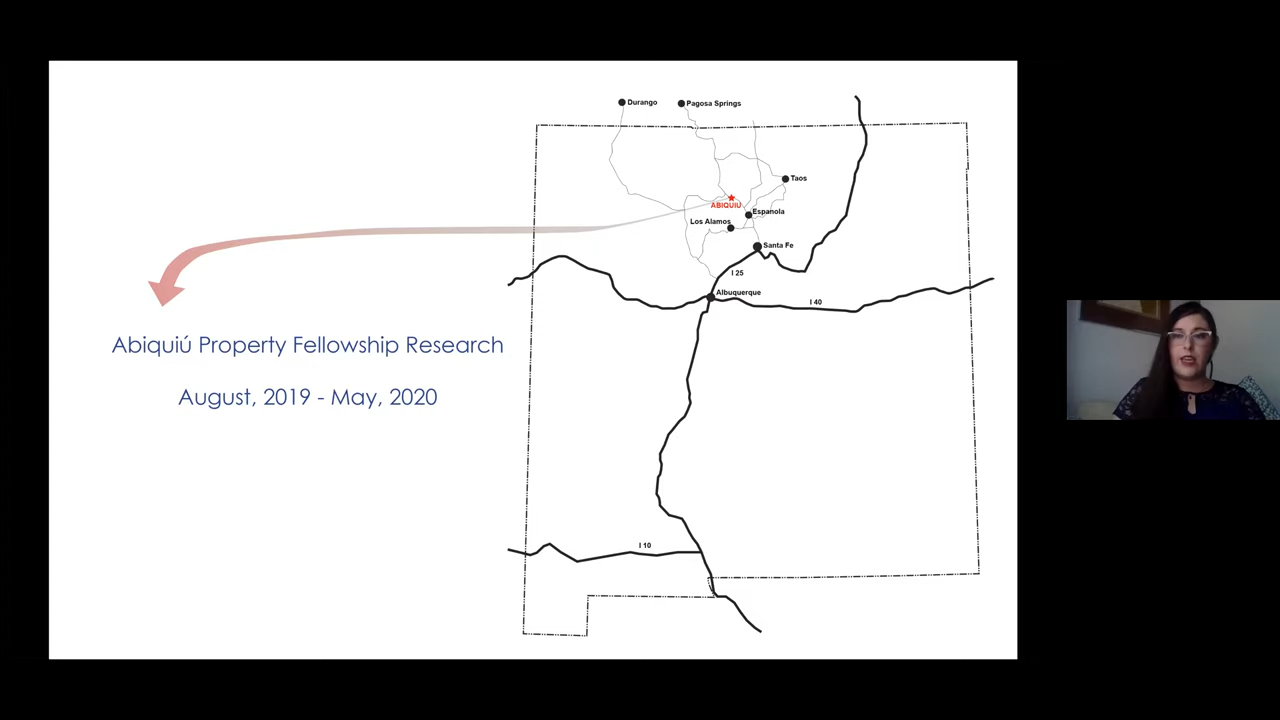 Durango
Pagosa Springs
Taos
ABIQUIÚ
Espanola
Los Alamos
Santa Fe
I 25
Albuquerque
I 40
Abiquiú Property Fellowship Research
August, 2019 - May, 2020
I 10